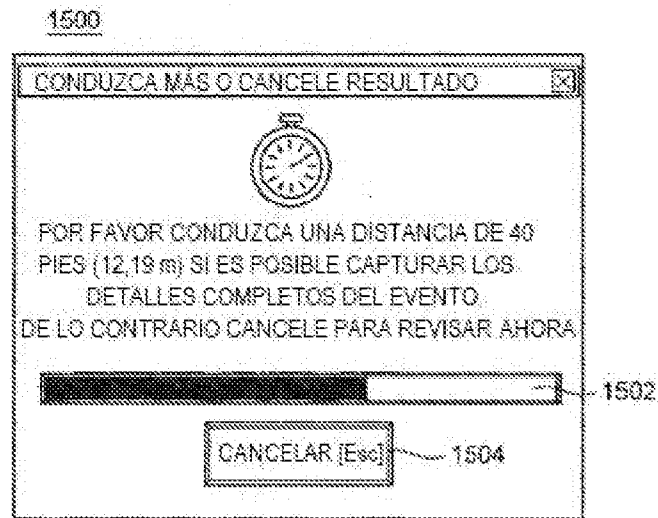 1500
CONDUZCA MÁS O CANCELE RESULTADO
POR FAVOR CONDUZCA UNA DISTANCIA DE 40
PIES (12,19 m) SI ES POSIBLE CAPTURAR LOS
DETALLES COMPLETOS DEL EVENTO.
DE LO CONTRARIO CANCELE PARA REVISAR AHORA
1502
CANCELAR [Esc]
1504